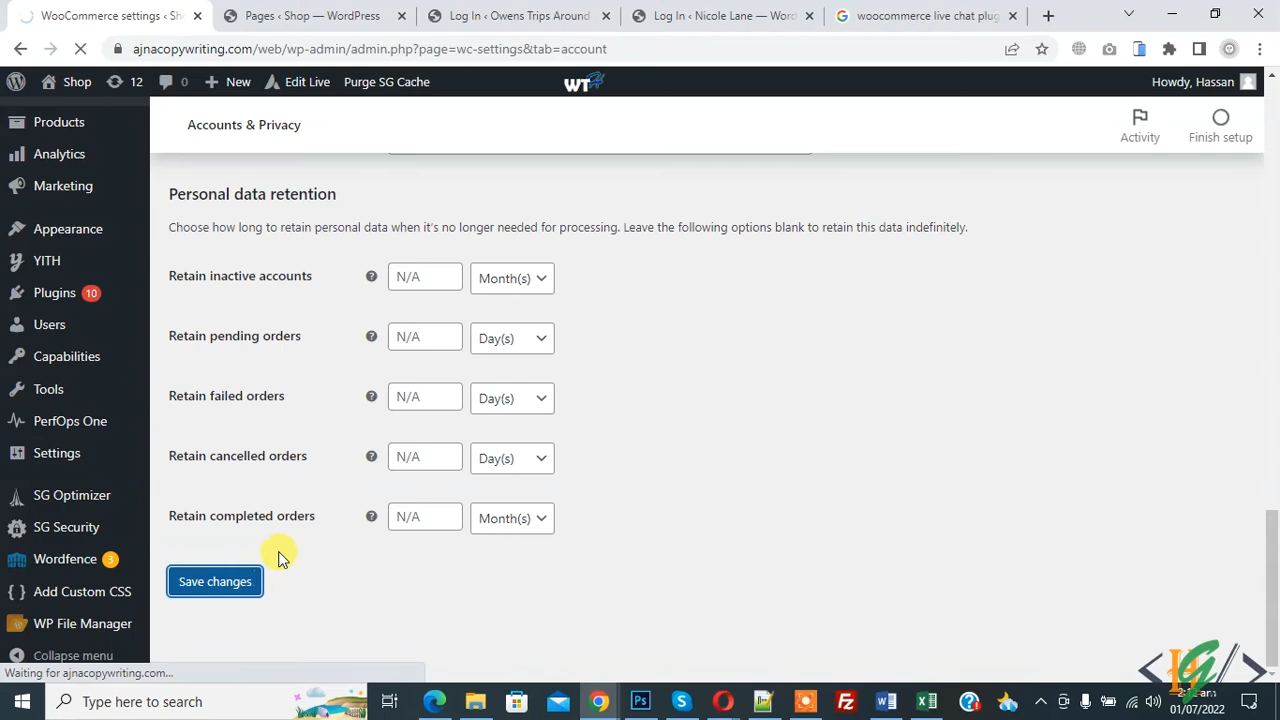 WooCommerce settings ‹ Sh
Pages ‹ Shop — WordPress
Log In ‹ Owens Trips Around
Log In ‹ Nicole Lane — Word
woocommerce live chat plug
ajnacopywriting.com/web/wp-admin/admin.php?page=wc-settings&tab=account
Shop
12
0
New
Edit Live
Purge SG Cache
WT
Howdy, Hassan
Products
Analytics
Marketing
Appearance
YITH
Plugins 10
Users
Capabilities
Tools
PerfOps One
Settings
SG Optimizer
SG Security
Wordfence 3
Add Custom CSS
WP File Manager
Collapse menu
Accounts & Privacy
Activity
Finish setup
Personal data retention
Choose how long to retain personal data when it's no longer needed for processing. Leave the following options blank to retain this data indefinitely.
Retain inactive accounts
N/A
Month(s)
Retain pending orders
N/A
Day(s)
Retain failed orders
N/A
Day(s)
Retain cancelled orders
N/A
Day(s)
Retain completed orders
N/A
Month(s)
Save changes
Waiting for ajnacopywriting.com...
Type here to search
01/07/2022